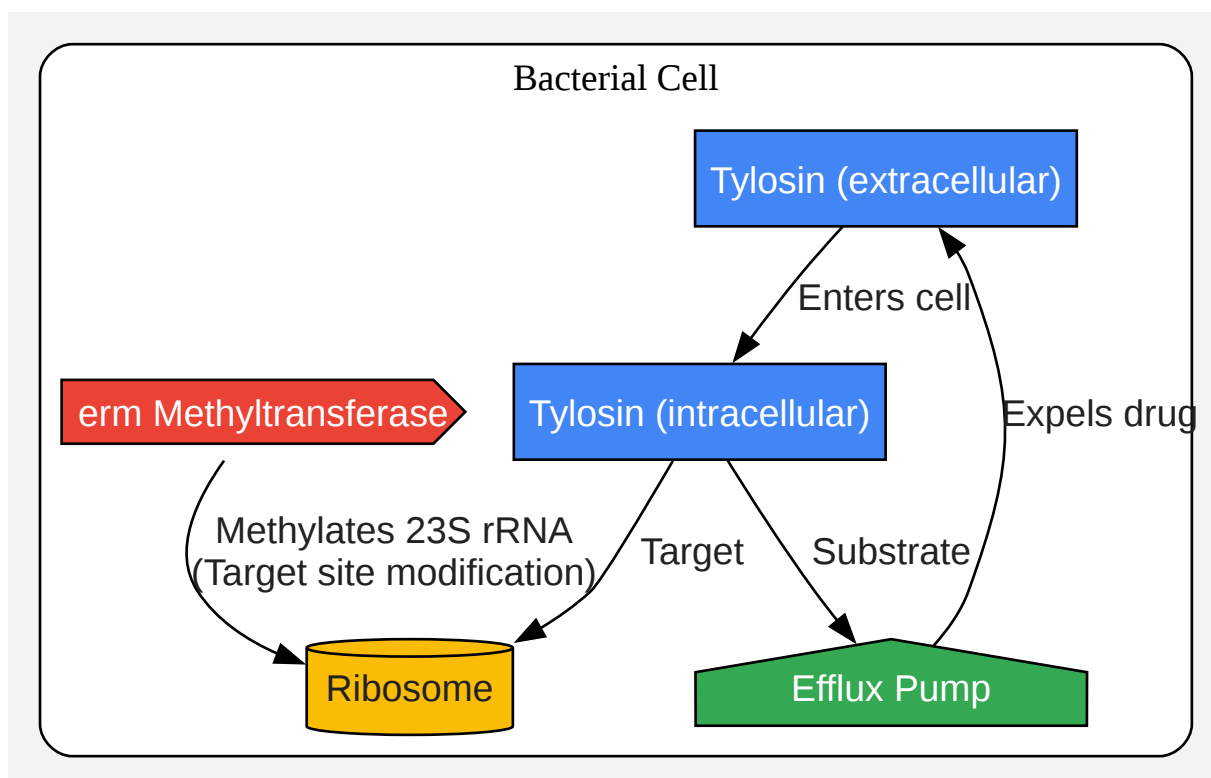 Bacterial Cell
Tylosin (extracellular)
Enters cell
erm Methyltransferase
Tylosin (intracellular)
Expels drug
Methylates 23S rRNA
(Target site modification)
Target
Substrate
Ribosome
Efflux Pump